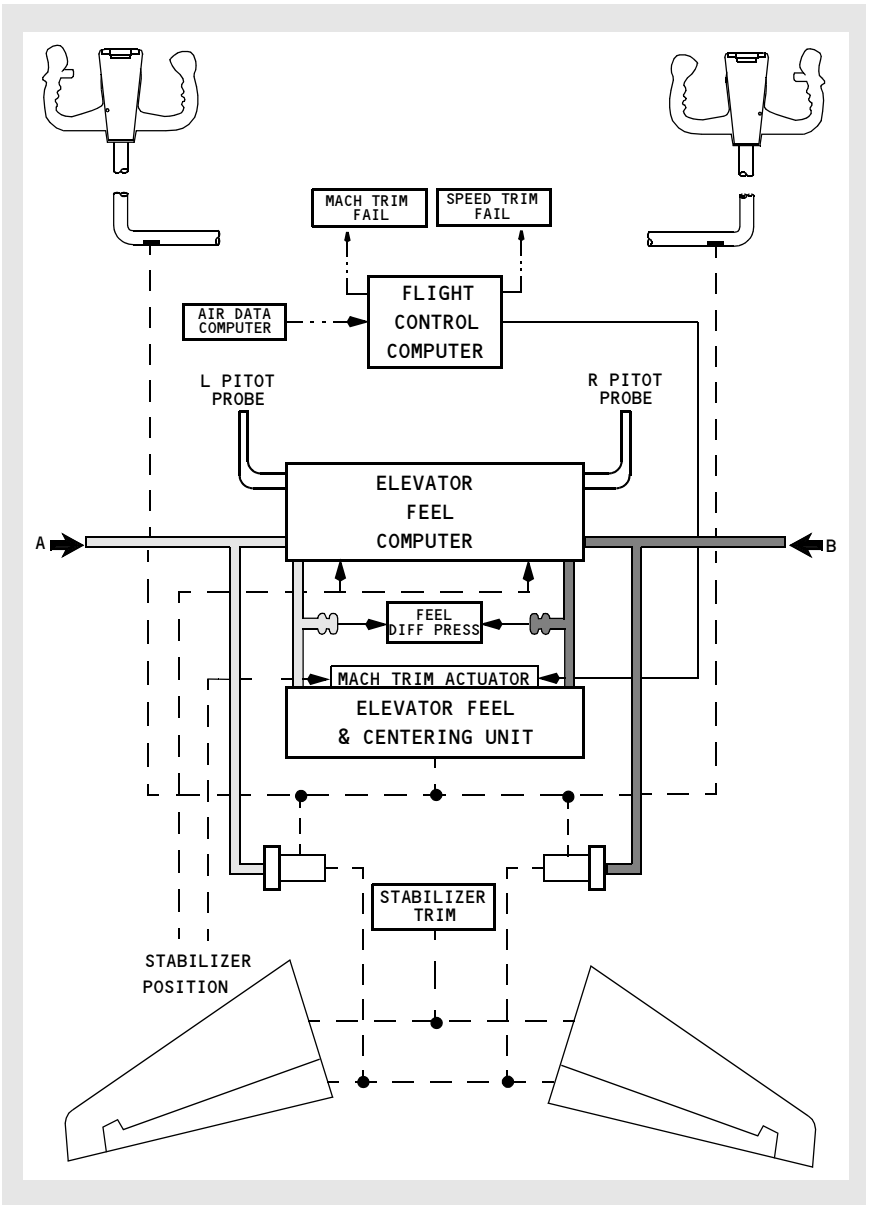 MACH TRIM
FAIL
SPEED TRIM
FAIL
AIR DATA
COMPUTER
FLIGHT
CONTROL
COMPUTER
L PITOT
PROBE
R PITOT
PROBE
ELEVATOR
FEEL
COMPUTER
A
B
FEEL
DIFF PRESS
MACH TRIM ACTUATOR
ELEVATOR FEEL
& CENTERING UNIT
STABILIZER
TRIM
STABILIZER
POSITION